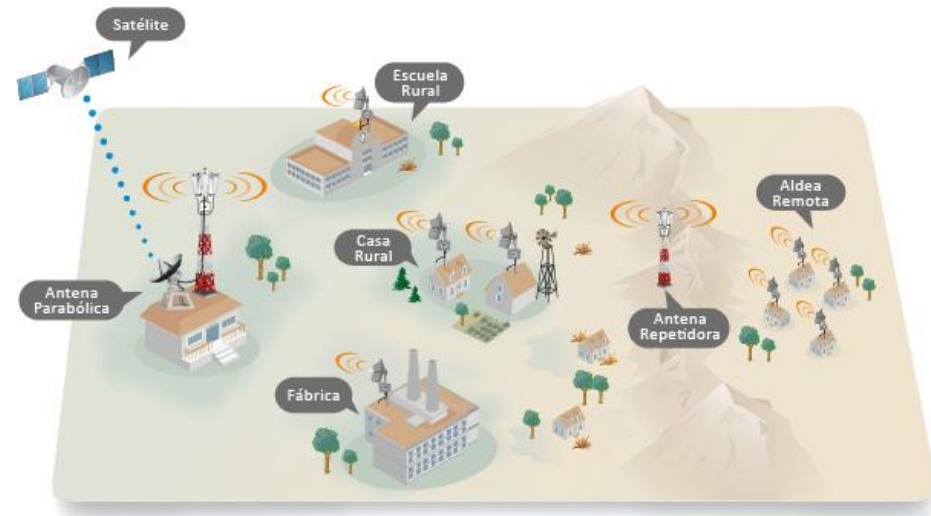 Satélite
Escuela
Rural
Aldea
Remota
Casa
Rural
Antena
Parabólica
Antena
Repetidora
Fábrica